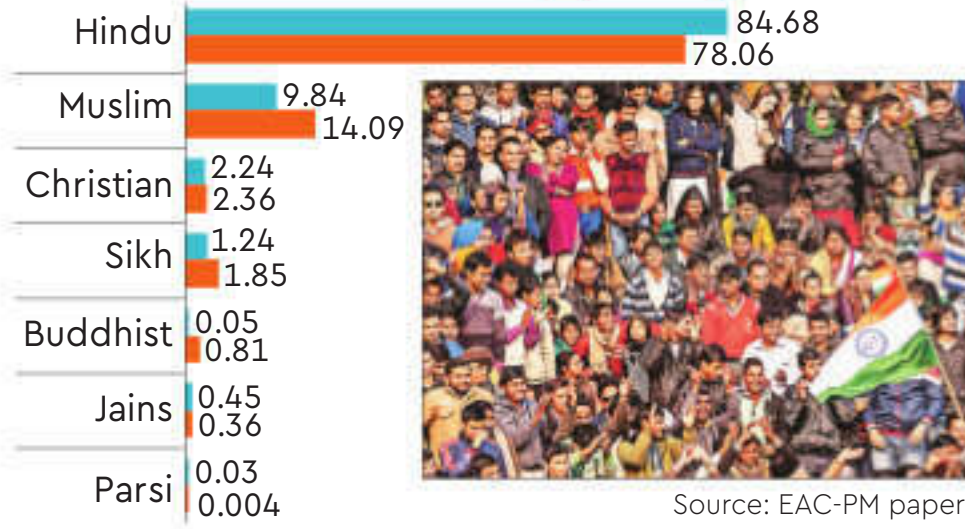 Hindu
84.68
78.06
Muslim
9.84
14.09
Christian
2.24
2.36
Sikh
1.24
1.85
Buddhist
0.05
0.81
Jains
0.45
0.36
Parsi
0.03
0.004
Source: EAC-PM paper